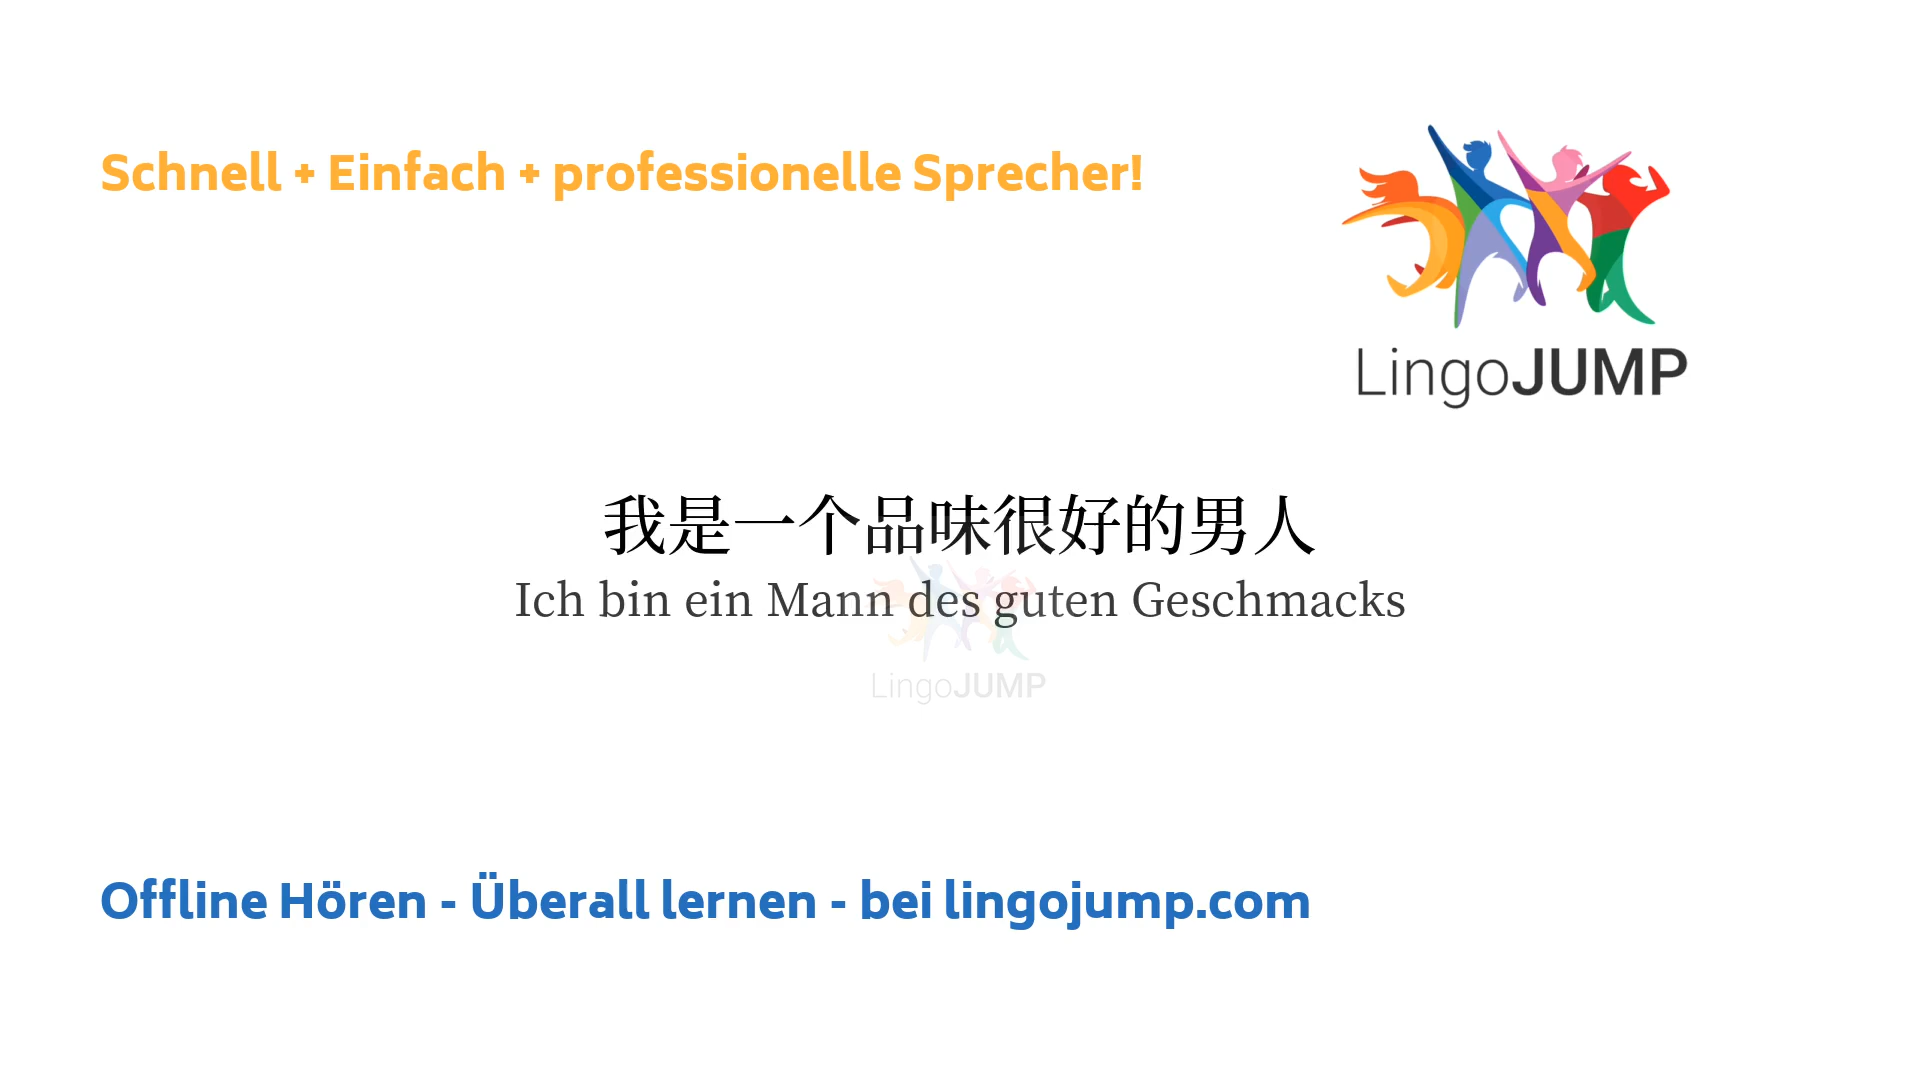 Schnell + Einfach + professionelle Sprecher!
LingoJUMP
我是一个品味很好的男人
Ich bin ein Mann des guten Geschmacks
LingoJUMP
Offline Hören - Überall lernen - bei lingojump.com